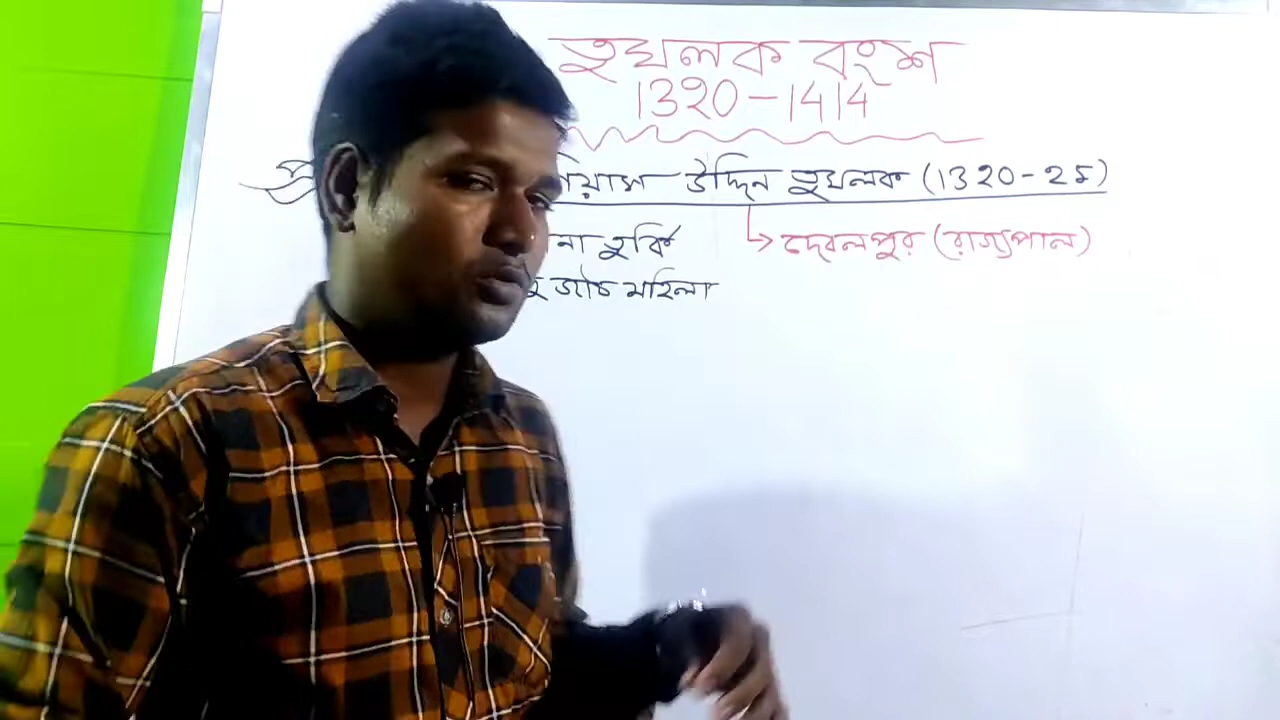 তুঘলক বংশ
1320-1414
উদ্দিন তুঘলক (1320-25)
তুর্কি → দেবলপুর (রাজ্যপাল)
জাঠ মহিলা